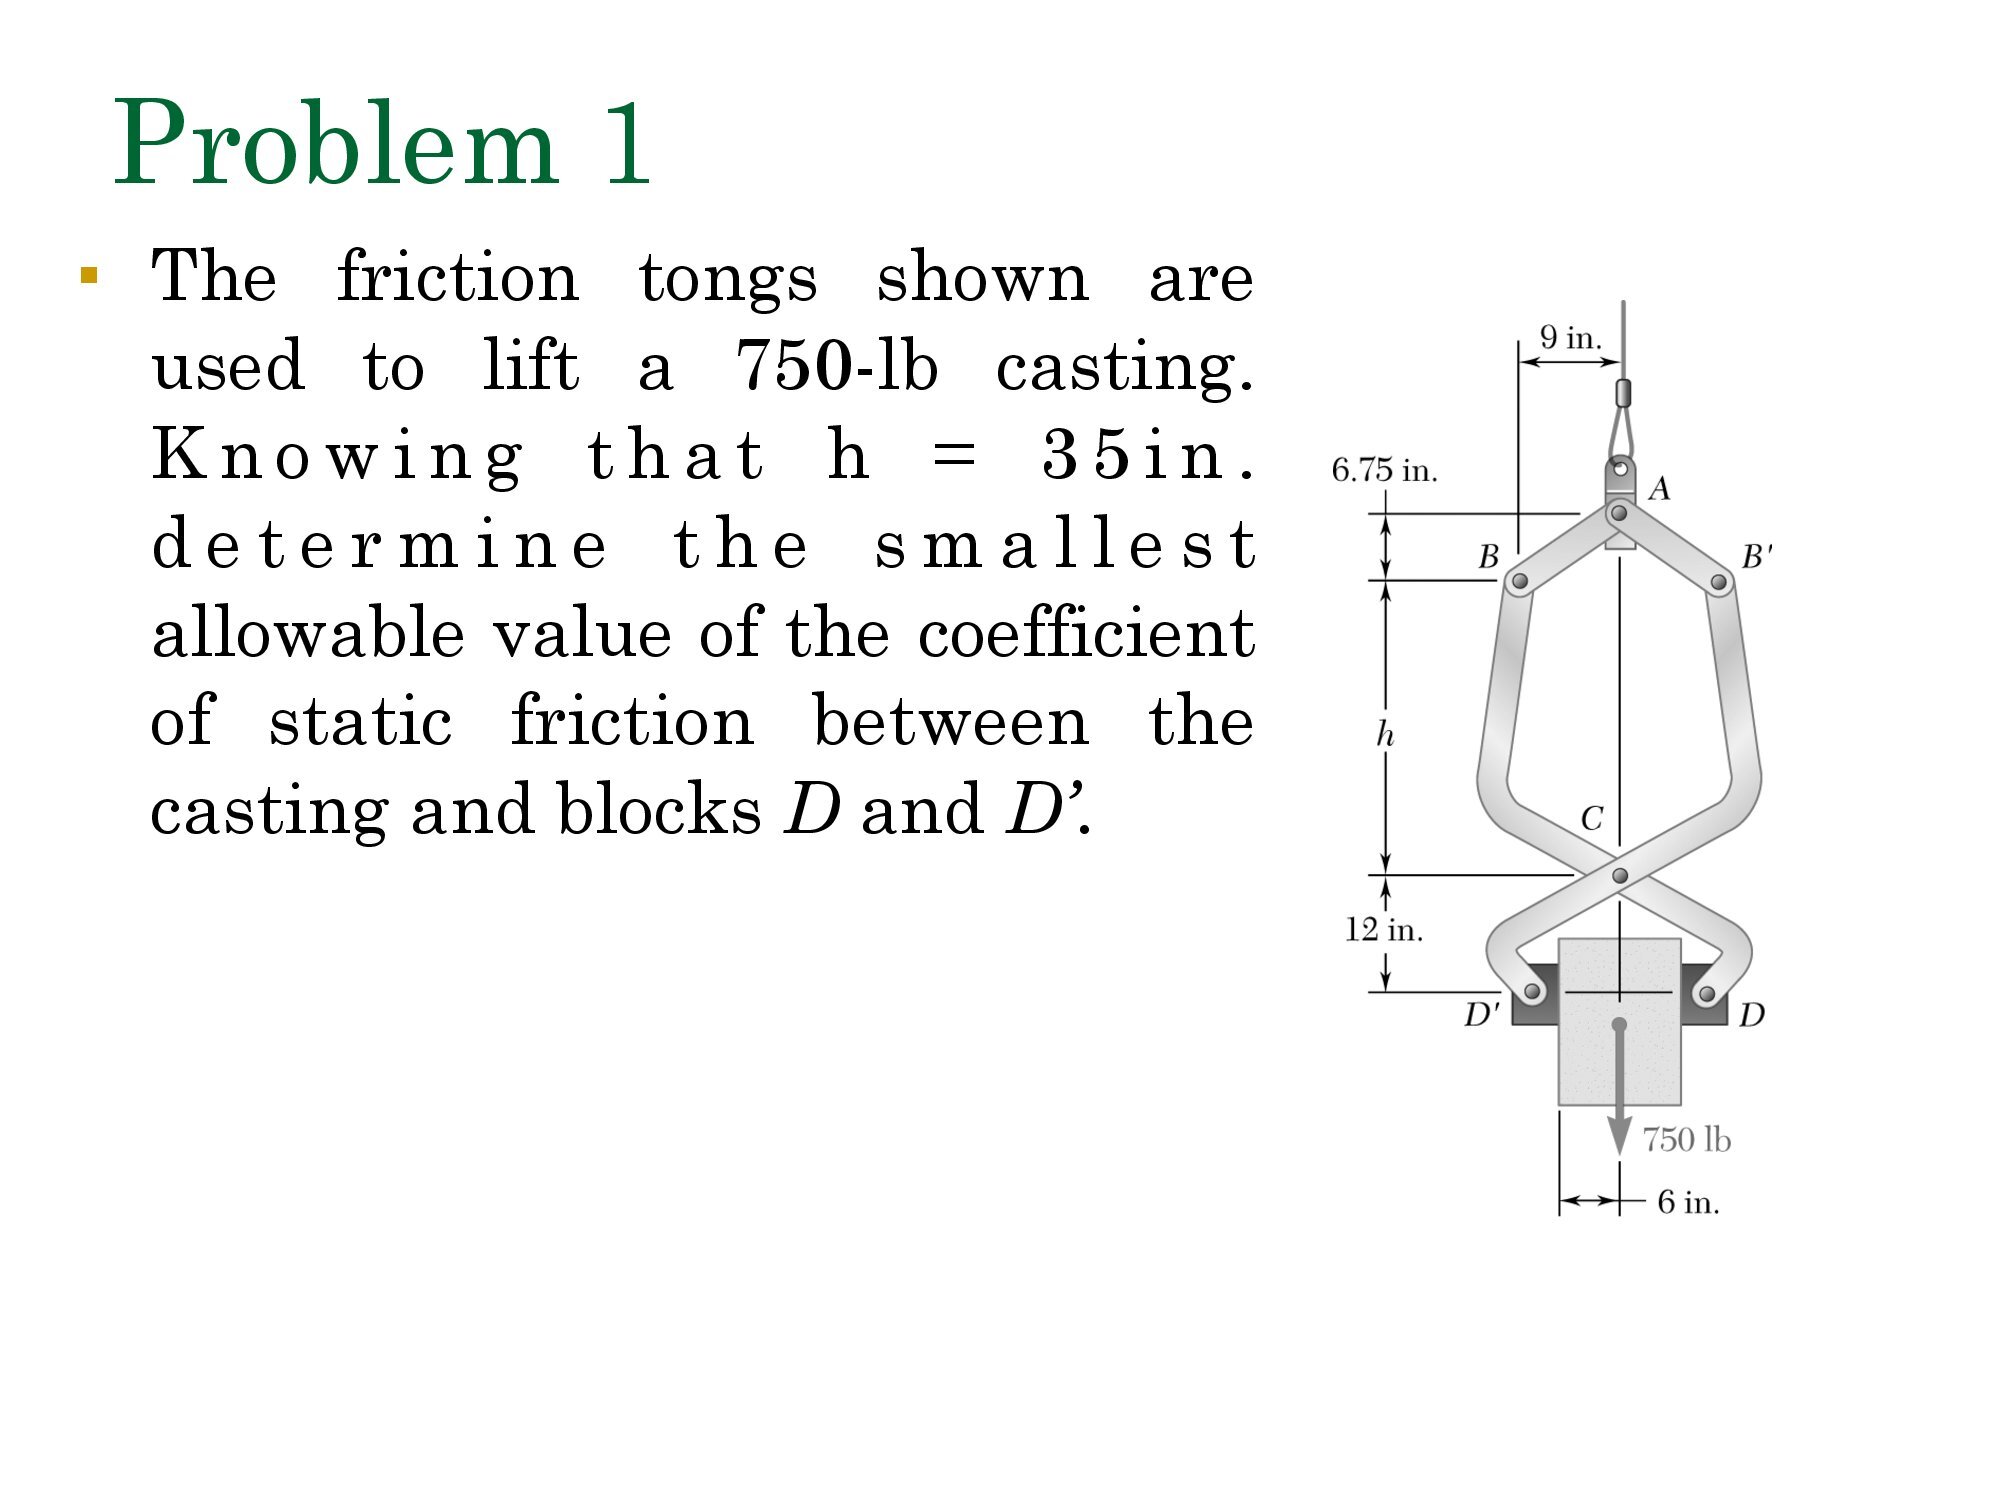 Problem 1
▪ The friction tongs shown are
used to lift a 750-lb casting.
Knowing that h = 35in.
determine the smallest
allowable value of the coefficient
of static friction between the
casting and blocks D and D’.
9 in.
6.75 in.
A
B
B'
h
C
12 in.
D'
D
750 lb
6 in.